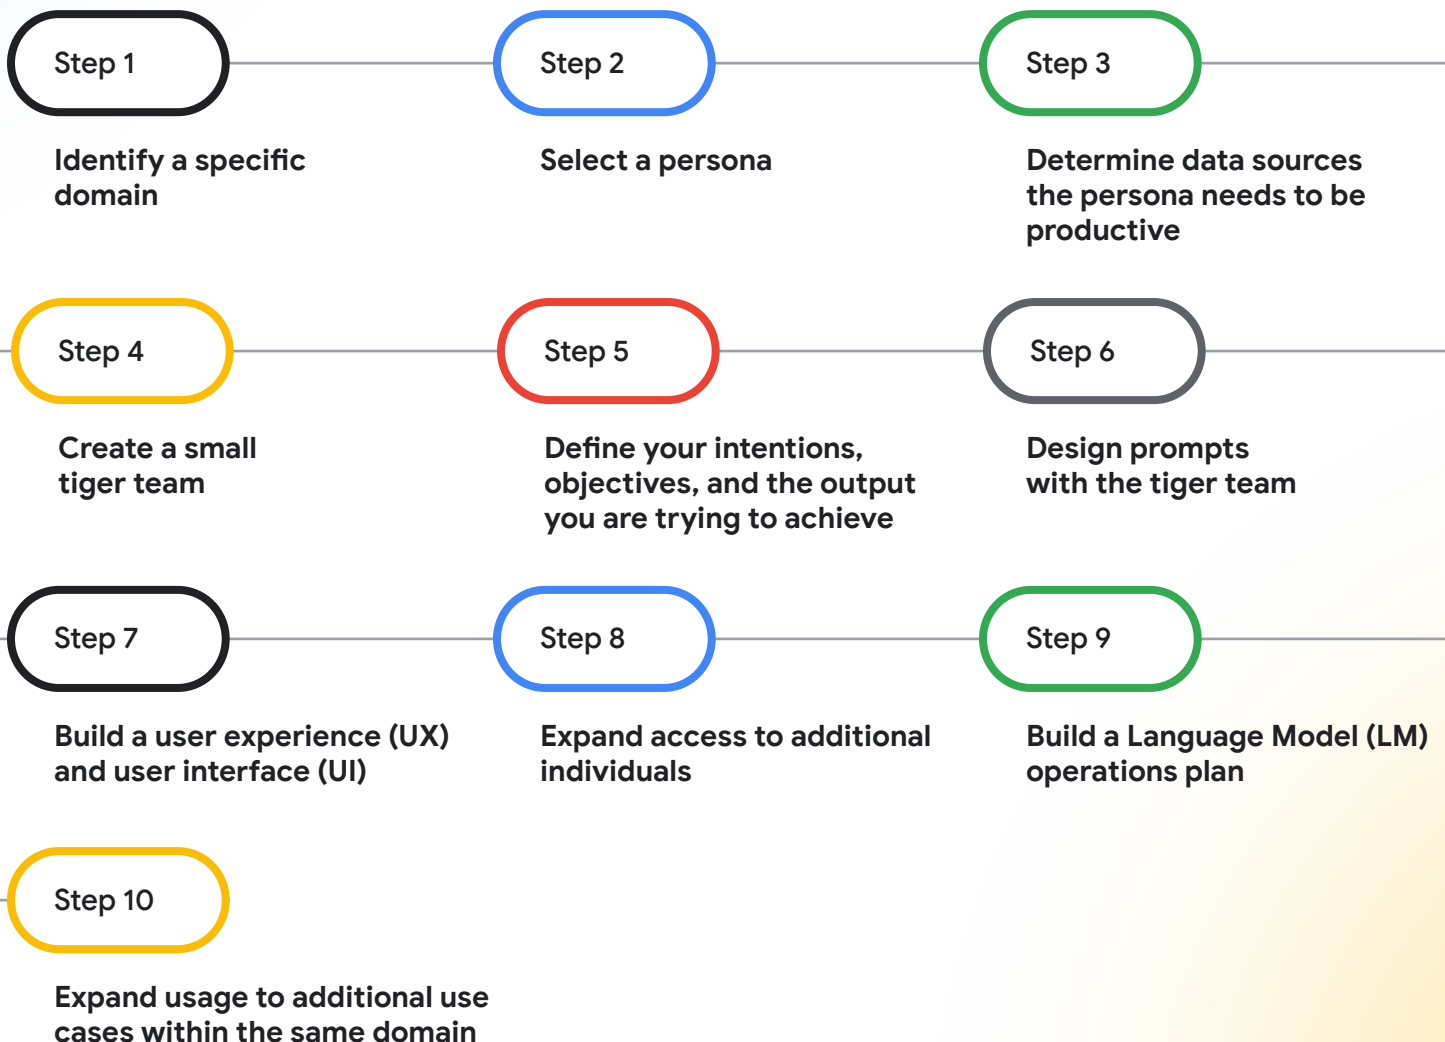 Step 1
Step 2
Step 3
Identify a specific
domain
Select a persona
Determine data sources
the persona needs to be
productive
Step 4
Step 5
Step 6
Create a small
tiger team
Define your intentions,
objectives, and the output
you are trying to achieve
Design prompts
with the tiger team
Step 7
Step 8
Step 9
Build a user experience (UX)
and user interface (UI)
Expand access to additional
individuals
Build a Language Model (LM)
operations plan
Step 10
Expand usage to additional use
cases within the same domain